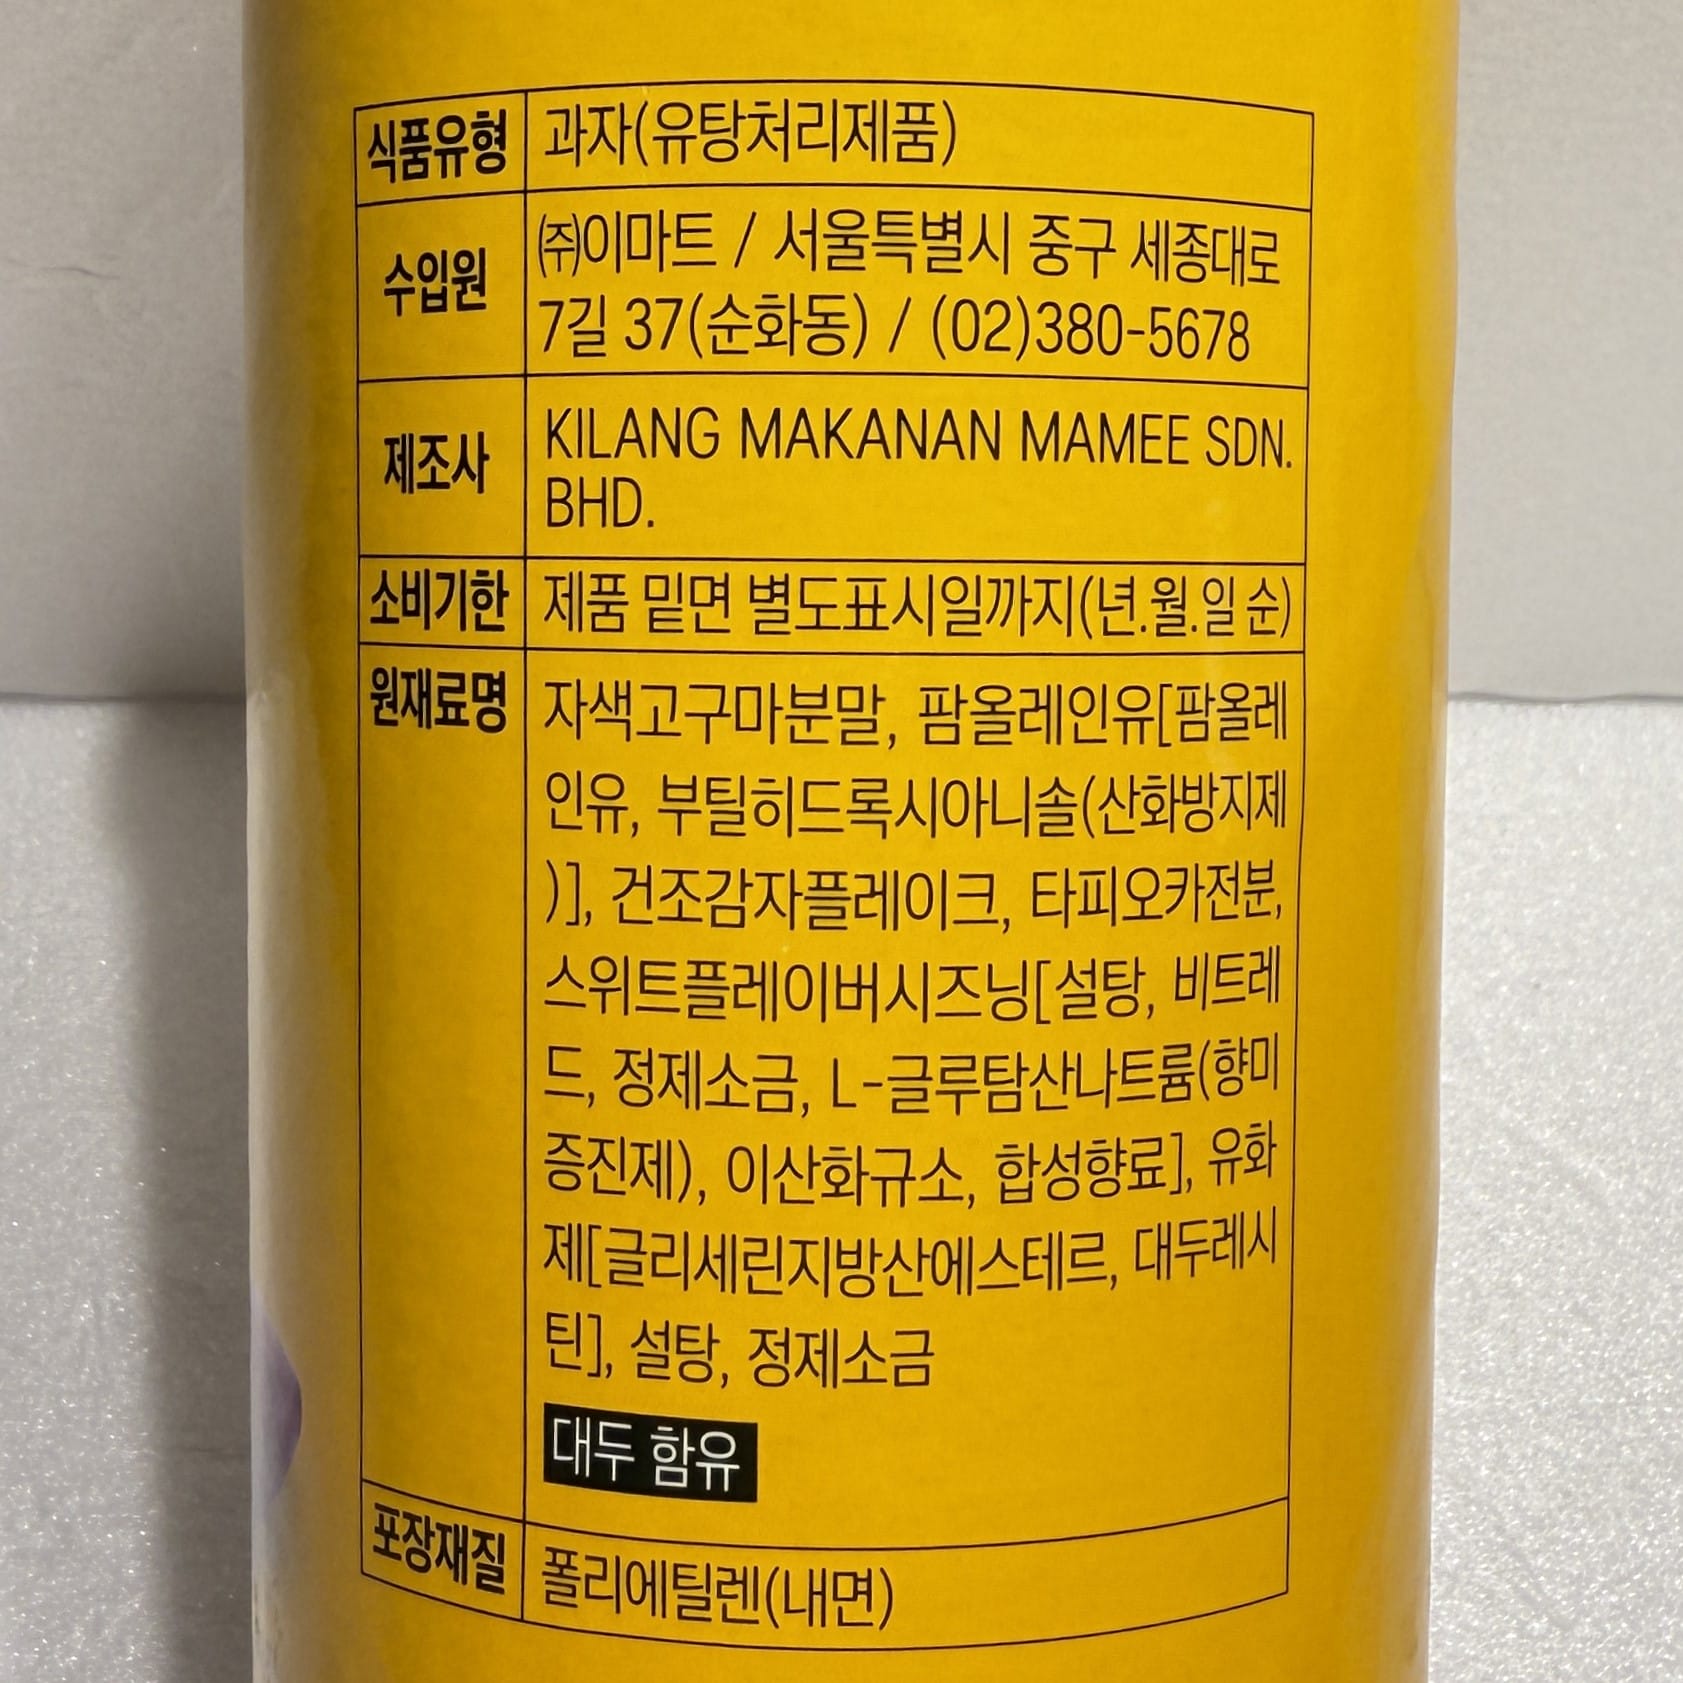 식품유형 과자(유탕처리제품)
수입원 ㈜이마트 / 서울특별시 중구 세종대로
7길 37(순화동) / (02)380-5678
제조사 KILANG MAKANAN MAMEE SDN.
BHD.
소비기한 제품 밑면 별도표시일까지(년.월.일 순)
원재료명 자색고구마분말, 팜올레인유[팜올레
인유, 부틸히드록시아니솔(산화방지제
)], 건조감자플레이크, 타피오카전분,
스위트플레이버시즈닝[설탕, 비트레
드, 정제소금, L-글루탐산나트륨(향미
증진제), 이산화규소, 합성향료], 유화
제[글리세린지방산에스테르, 대두레시
틴], 설탕, 정제소금
대두 함유
포장재질 폴리에틸렌(내면)